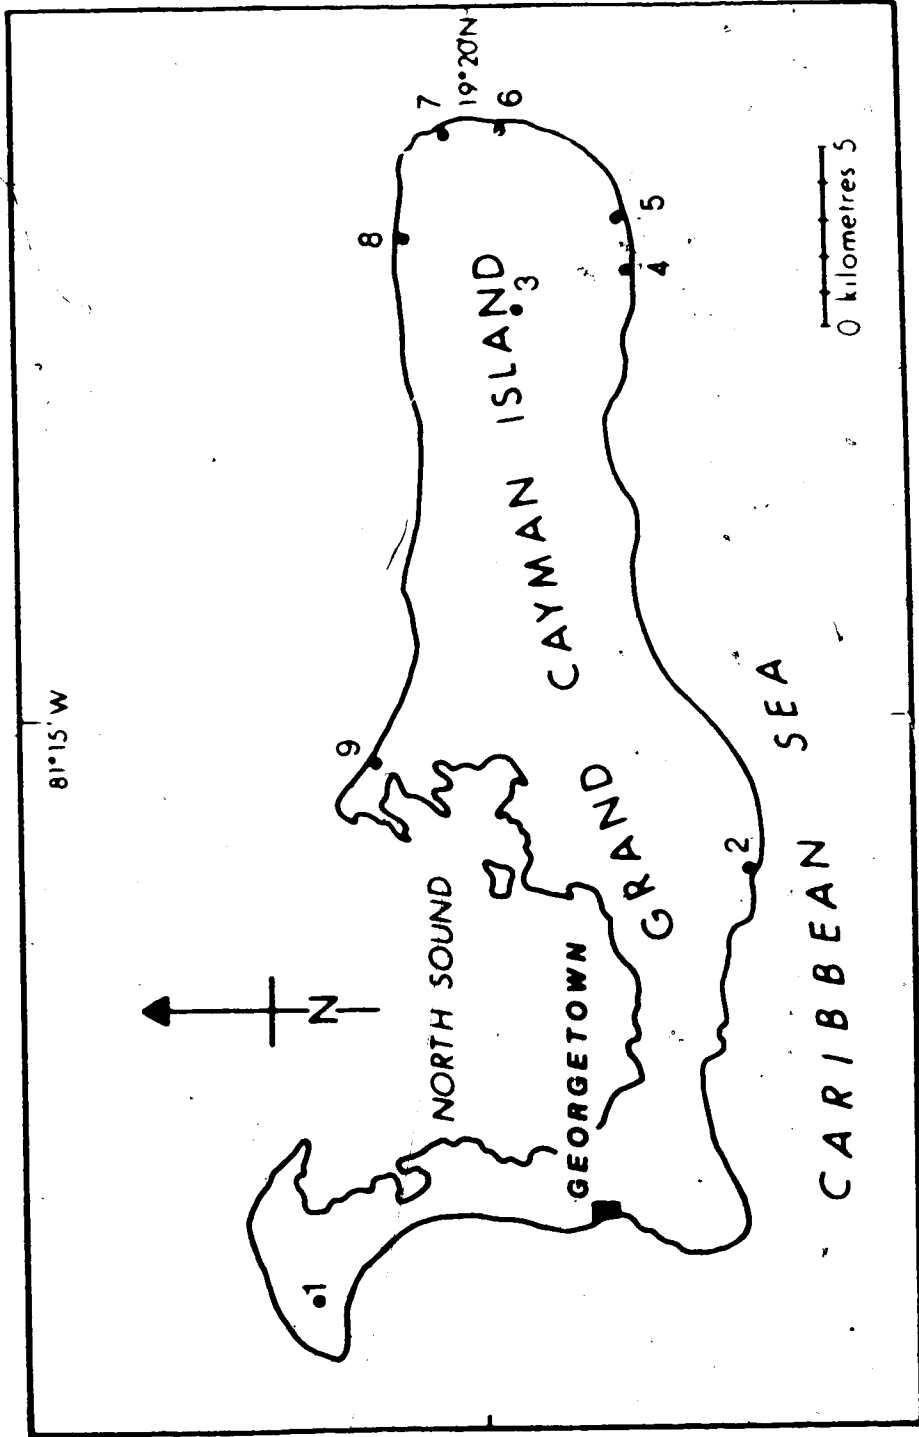 81°15' W
19°20'N
NORTH SOUND
GEORGETOWN
GRAND CAYMAN ISLAND
CARIBBEAN SEA
N
1
2
3
4
5
6
7
8
9
0 kilometres 5